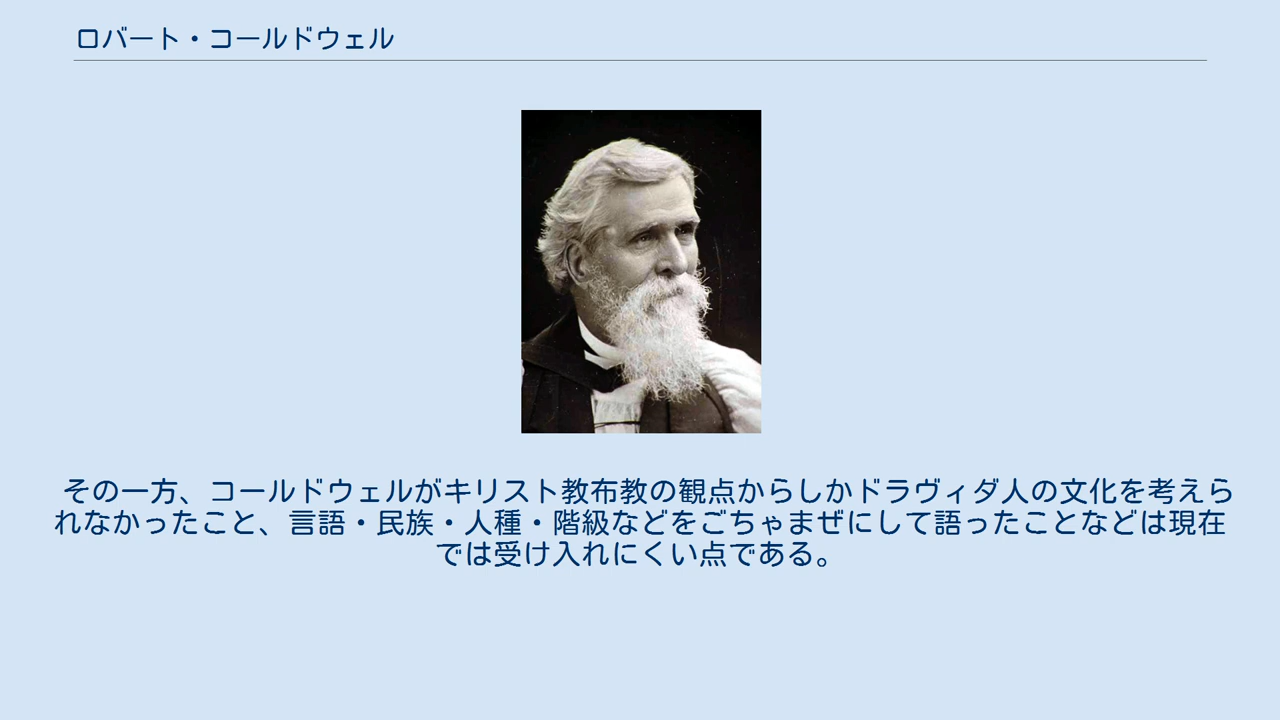 ロバート・コールドウェル
その一方、コールドウェルがキリスト教布教の観点からしかドラヴィダ人の文化を考えら
れなかったこと、言語・民族・人種・階級などをごちゃまぜにして語ったことなどは現在
では受け入れにくい点である。